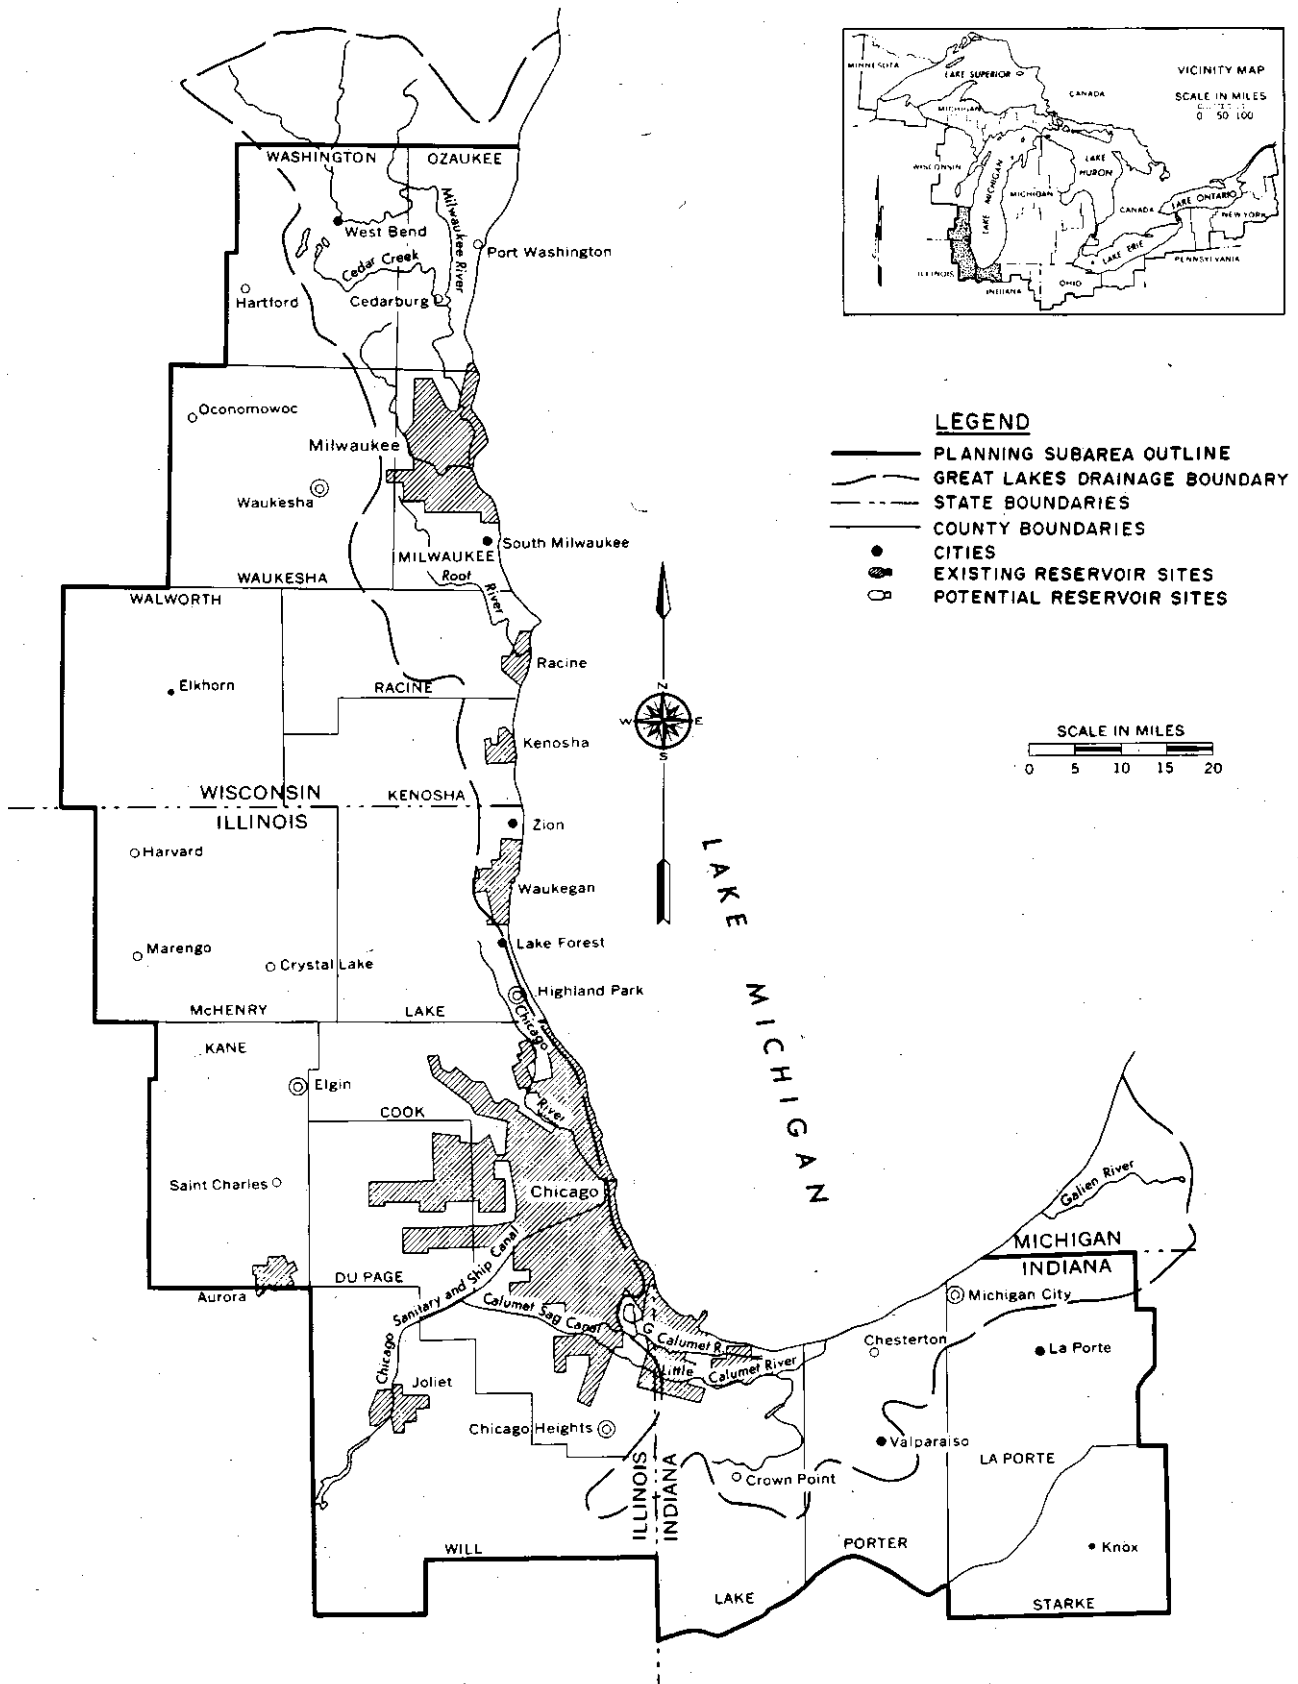 VICINITY MAP
SCALE IN MILES
0 50 100
MINNESOTA
LAKE SUPERIOR
CANADA
MICHIGAN
WISCONSIN
LAKE MICHIGAN
MICHIGAN
LAKE HURON
CANADA
LAKE ONTARIO
NEW YORK
LAKE ERIE
PENNSYLVANIA
ILLINOIS
INDIANA
OHIO
LEGEND
PLANNING SUBAREA OUTLINE
GREAT LAKES DRAINAGE BOUNDARY
STATE BOUNDARIES
COUNTY BOUNDARIES
CITIES
EXISTING RESERVOIR SITES
POTENTIAL RESERVOIR SITES
SCALE IN MILES
0 5 10 15 20
N
W E
S
WASHINGTON OZAUKEE
Milwaukee River
West Bend
Port Washington
Cedar Creek
Hartford
Cedarburg
Oconomowoc
Milwaukee
Waukesha
South Milwaukee
MILWAUKEE
Root River
WAUKESHA
WALWORTH
Racine
Elkhorn
RACINE
Kenosha
WISCONSIN
KENOSHA
ILLINOIS
Zion
Harvard
Waukegan
LAKE MICHIGAN
Marengo
Lake Forest
Crystal Lake
Highland Park
McHENRY
LAKE
Chicago River
KANE
Elgin
COOK
Saint Charles
Chicago
Galien River
MICHIGAN
INDIANA
DU PAGE
Aurora
Chicago Sanitary and Ship Canal
Calumet Sag Canal
Michigan City
G. Calumet R.
Chesterton
La Porte
Little Calumet River
Joliet
Chicago Heights
Valparaiso
ILLINOIS
INDIANA
LA PORTE
Crown Point
WILL
PORTER
Knox
LAKE
STARKE